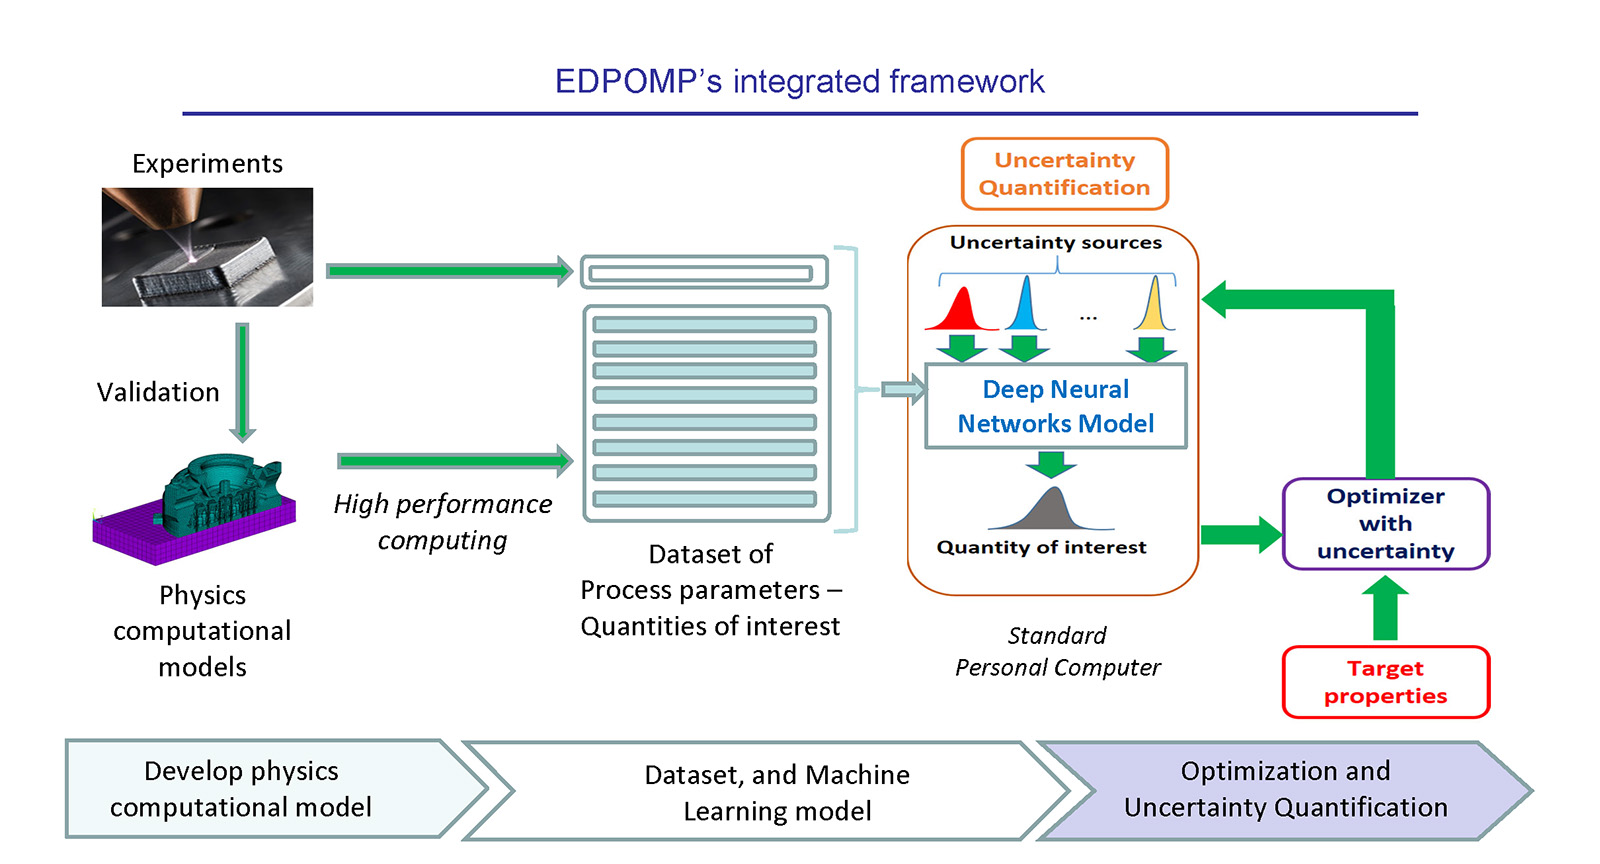 EDPOMP's integrated framework
Experiments
Validation
Physics
computational
models
High performance
computing
Dataset of
Process parameters –
Quantities of interest
Uncertainty
Quantification
Uncertainty sources
...
Deep Neural
Networks Model
Quantity of interest
Standard
Personal Computer
Optimizer
with
uncertainty
Target
properties
Develop physics
computational model
Dataset, and Machine
Learning model
Optimization and
Uncertainty Quantification